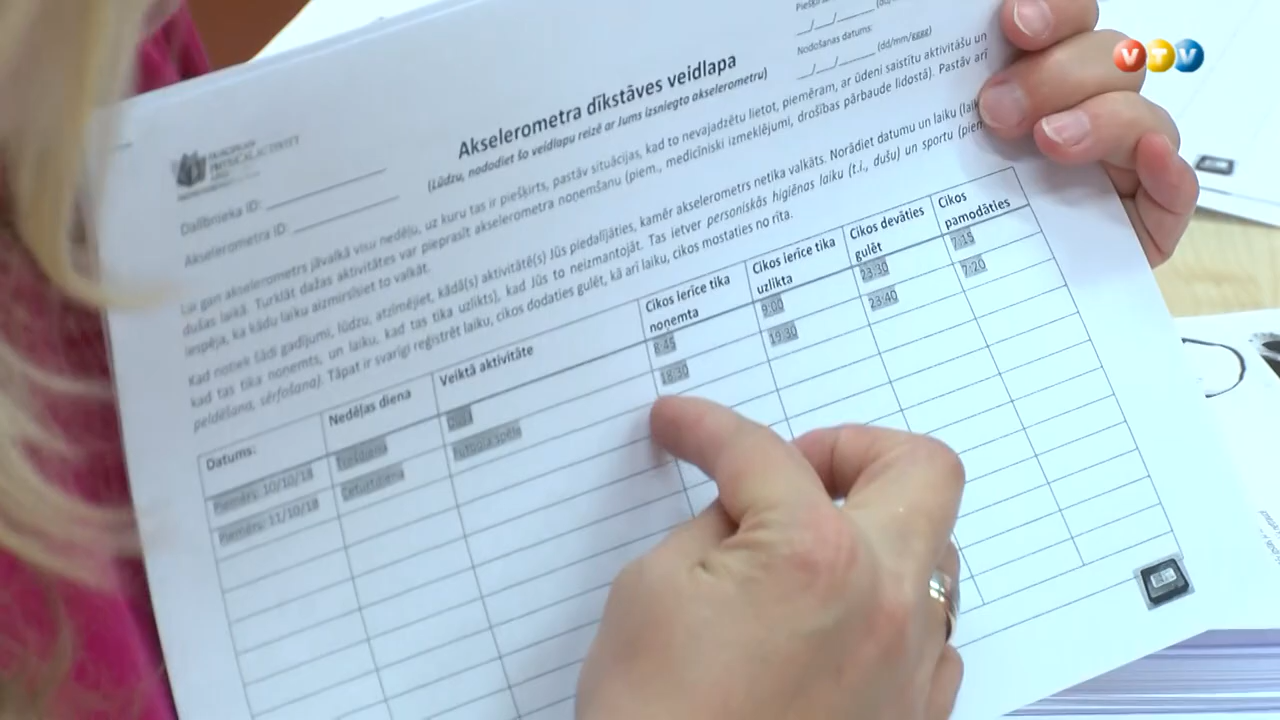 VTV
Nodošanas datums:
__/__/______ (dd/mm/gggg)
Akselerometra dīkstāves veidlapa
(Lūdzu, nododiet šo veidlapu reizē ar Jums izsniegto akselerometru)
PHYSICAL ACTIVITY
Dalībnieka ID:
Akselerometra ID:
Lai gan akselerometrs jāvalkā visu nedēļu, uz kuru tas ir piešķirts, pastāv situācijas, kad to nevajadzētu lietot, piemēram, ar ūdeni saistītu aktivitāšu un
dušas laikā. Turklāt dažas aktivitātes var pieprasīt akselerometra noņemšanu (piem., medicīniski izmeklējumi, drošības pārbaude lidostā). Pastāv arī
iespēja, ka kādu laiku aizmirsīsiet to valkāt.
Kad notiek šādi gadījumi, lūdzu, atzīmējiet, kādā(s) aktivitātē(s) Jūs piedalījāties, kamēr akselerometrs netika valkāts. Norādiet datumu un laiku (laik
kad tas tika noņemts, un laiku, kad tas tika uzlikts), kad Jūs to neizmantojāt. Tas ietver personiskās higiēnas laiku (t.i., dušu) un sportu (piem
peldēšana, sērfošana). Tāpat ir svarīgi reģistrēt laiku, cikos dodaties gulēt, kā arī laiku, cikos mostaties no rīta.
Datums: Nedēļas diena Veiktā aktivitāte Cikos ierīce tika noņemta Cikos ierīce tika uzlikta Cikos devāties gulēt Cikos pamodāties
Piemērs: 10/10/18 Trešdiena Duša 8:45 9:00 23:30 7:15
Piemērs: 11/10/18 Ceturtdiena Futbola spēle 18:30 19:30 23:40 7:20